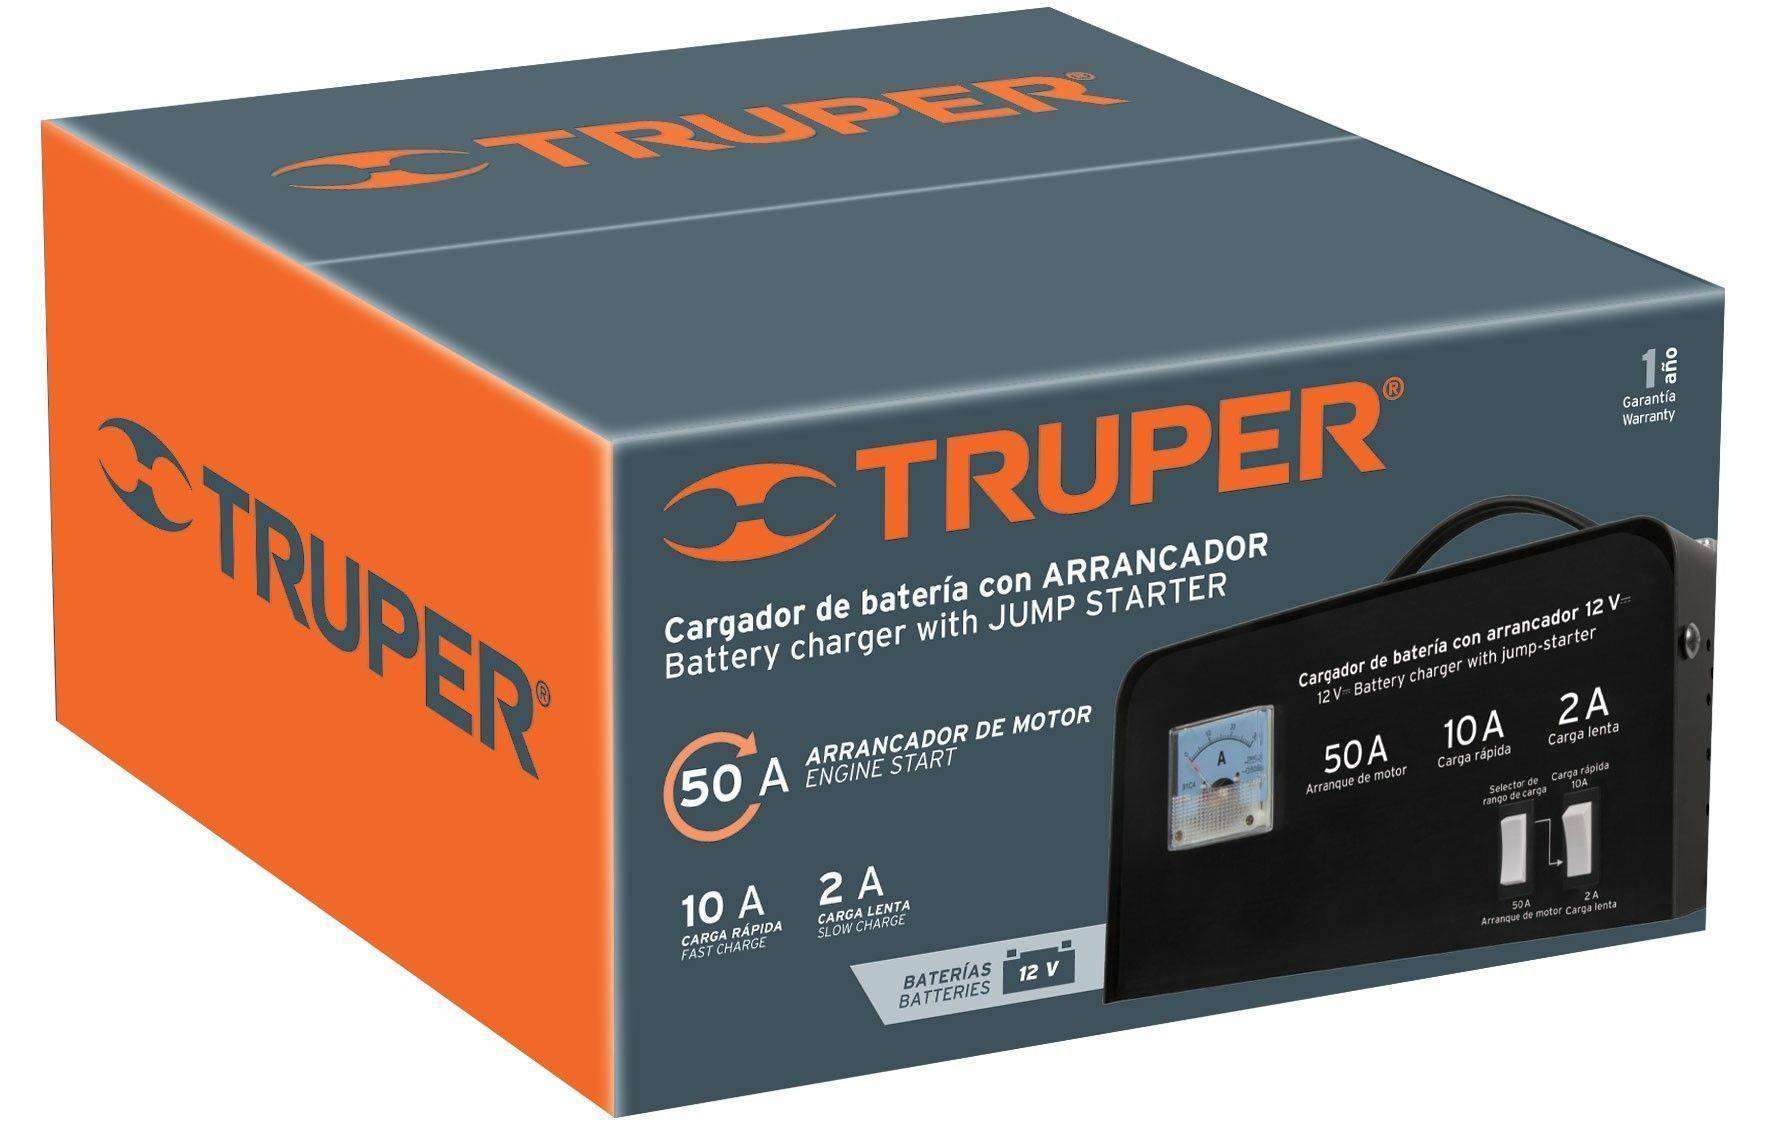 TRUPER®
TRUPER®
TRUPER®
1 año
Garantía
Warranty
Cargador de batería con ARRANCADOR
Battery charger with JUMP STARTER
50 A
ARRANCADOR DE MOTOR
ENGINE START
10 A
CARGA RÁPIDA
FAST CHARGE
2 A
CARGA LENTA
SLOW CHARGE
BATERÍAS
BATTERIES
12 V
Cargador de batería con arrancador 12 V⎓
12 V⎓ Battery charger with jump-starter
50 A
Arranque de motor
10 A
Carga rápida
2 A
Carga lenta
A
Selector de
rango de carga
Carga rápida
10A
50 A
Arranque de motor
2 A
Carga lenta